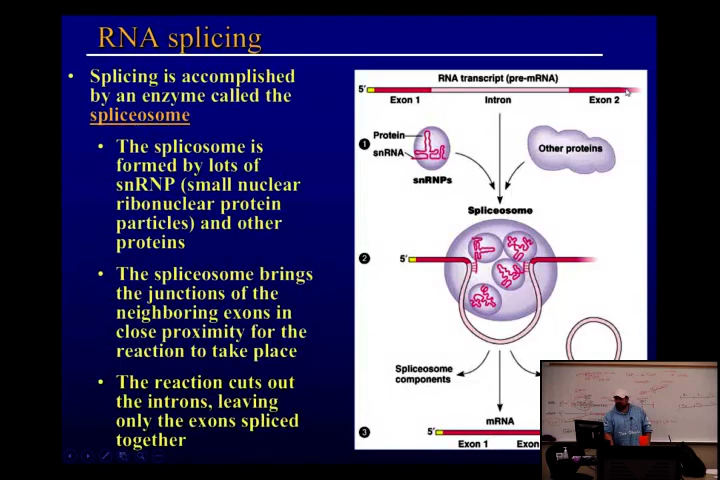 RNA splicing
• Splicing is accomplished
by an enzyme called the
spliceosome
• The splicosome is
formed by lots of
snRNP (small nuclear
ribonuclear protein
particles) and other
proteins
• The spliceosome brings
the junctions of the
neighboring exons in
close proximity for the
reaction to take place
• The reaction cuts out
the introns, leaving
only the exons spliced
together
RNA transcript (pre-mRNA)
5′
Exon 1 Intron Exon 2
1
Protein
snRNA
snRNPs
Other proteins
Spliceosome
2
5′
Spliceosome
components
mRNA
3
5′
Exon 1 Exon